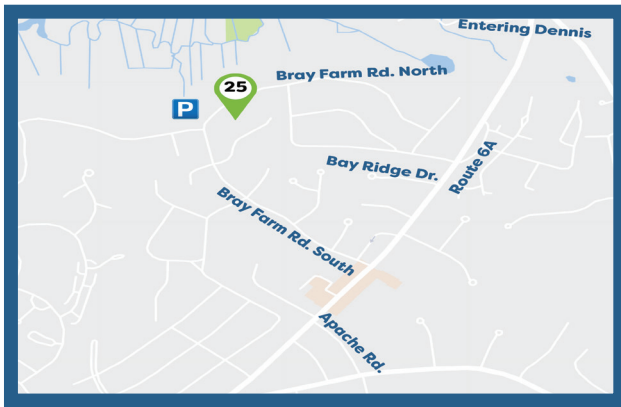 Entering Dennis
Bray Farm Rd. North
25
P
Bay Ridge Dr.
Route 6A
Bray Farm Rd. South
Apache Rd.